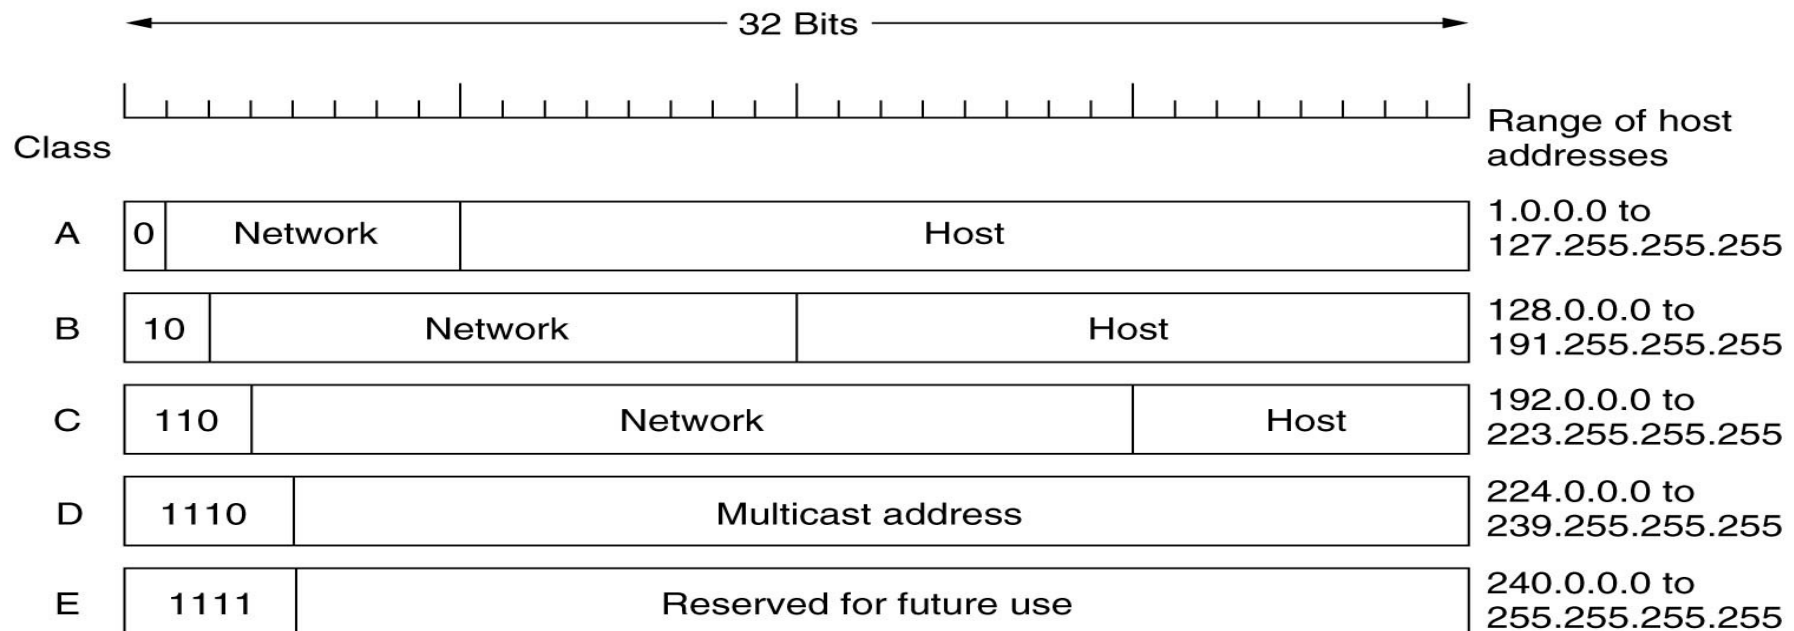 32 Bits
Range of host
addresses
Class
A
0
Network
Host
1.0.0.0 to
127.255.255.255
B
10
Network
Host
128.0.0.0 to
191.255.255.255
C
110
Network
Host
192.0.0.0 to
223.255.255.255
D
1110
Multicast address
224.0.0.0 to
239.255.255.255
E
1111
Reserved for future use
240.0.0.0 to
255.255.255.255